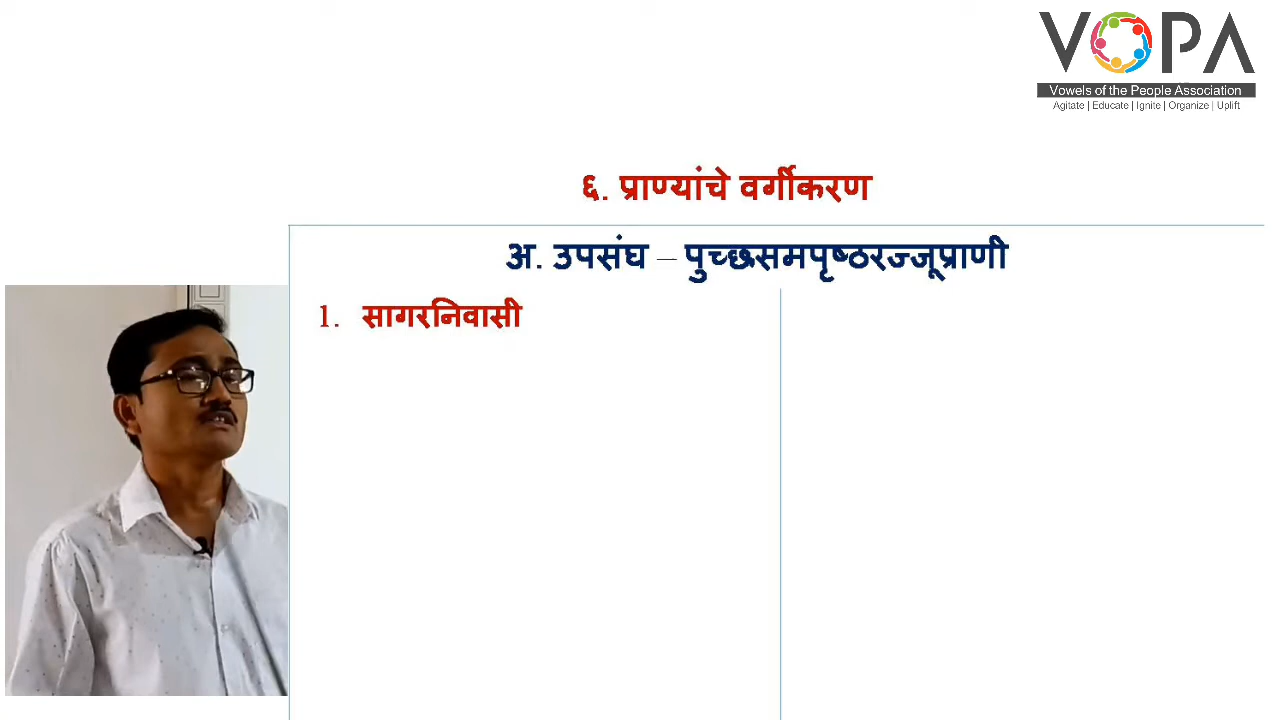 VOPA
Vowels of the People Association
Agitate | Educate | Ignite | Organize | Uplift
६. प्राण्यांचे वर्गीकरण
अ. उपसंघ – पुच्छसमपृष्ठरज्जूप्राणी
1. सागरनिवासी